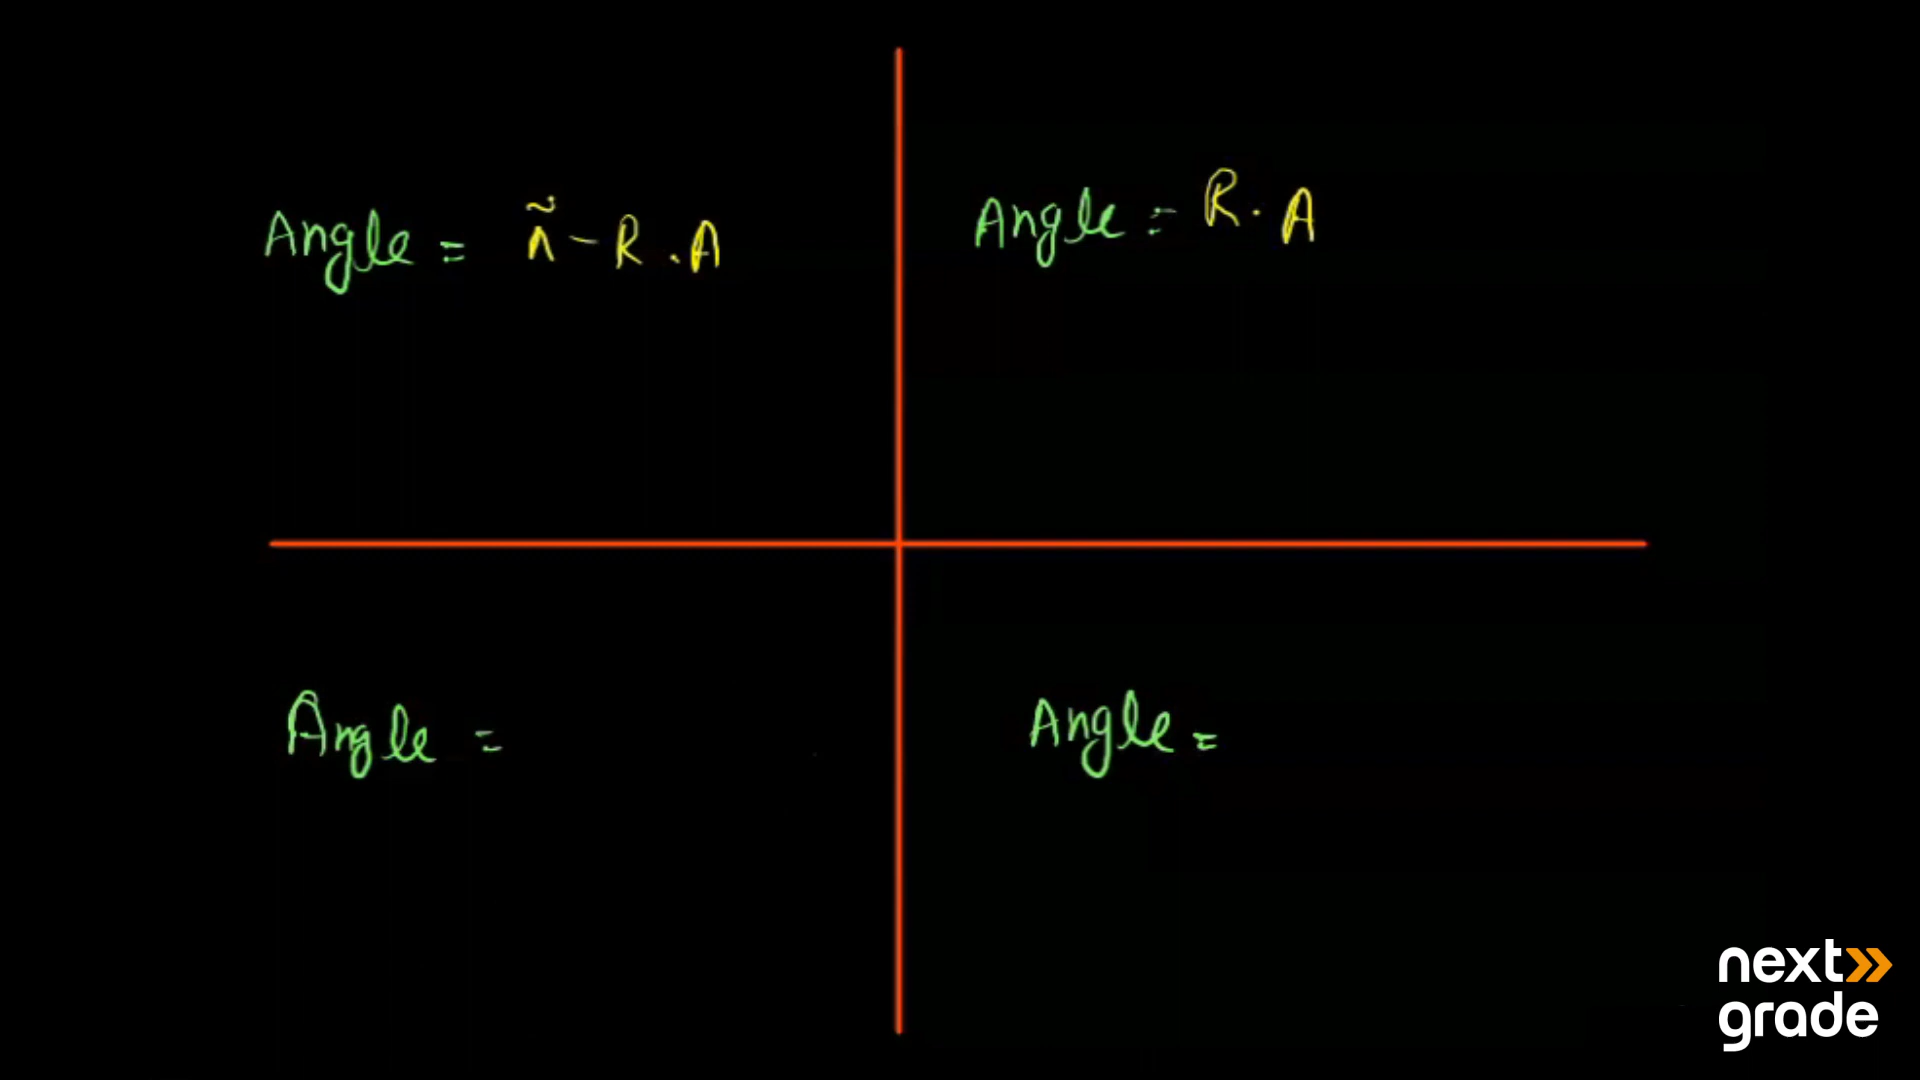 Angle = π - R.A
Angle = R.A
Angle =
Angle =
next
grade